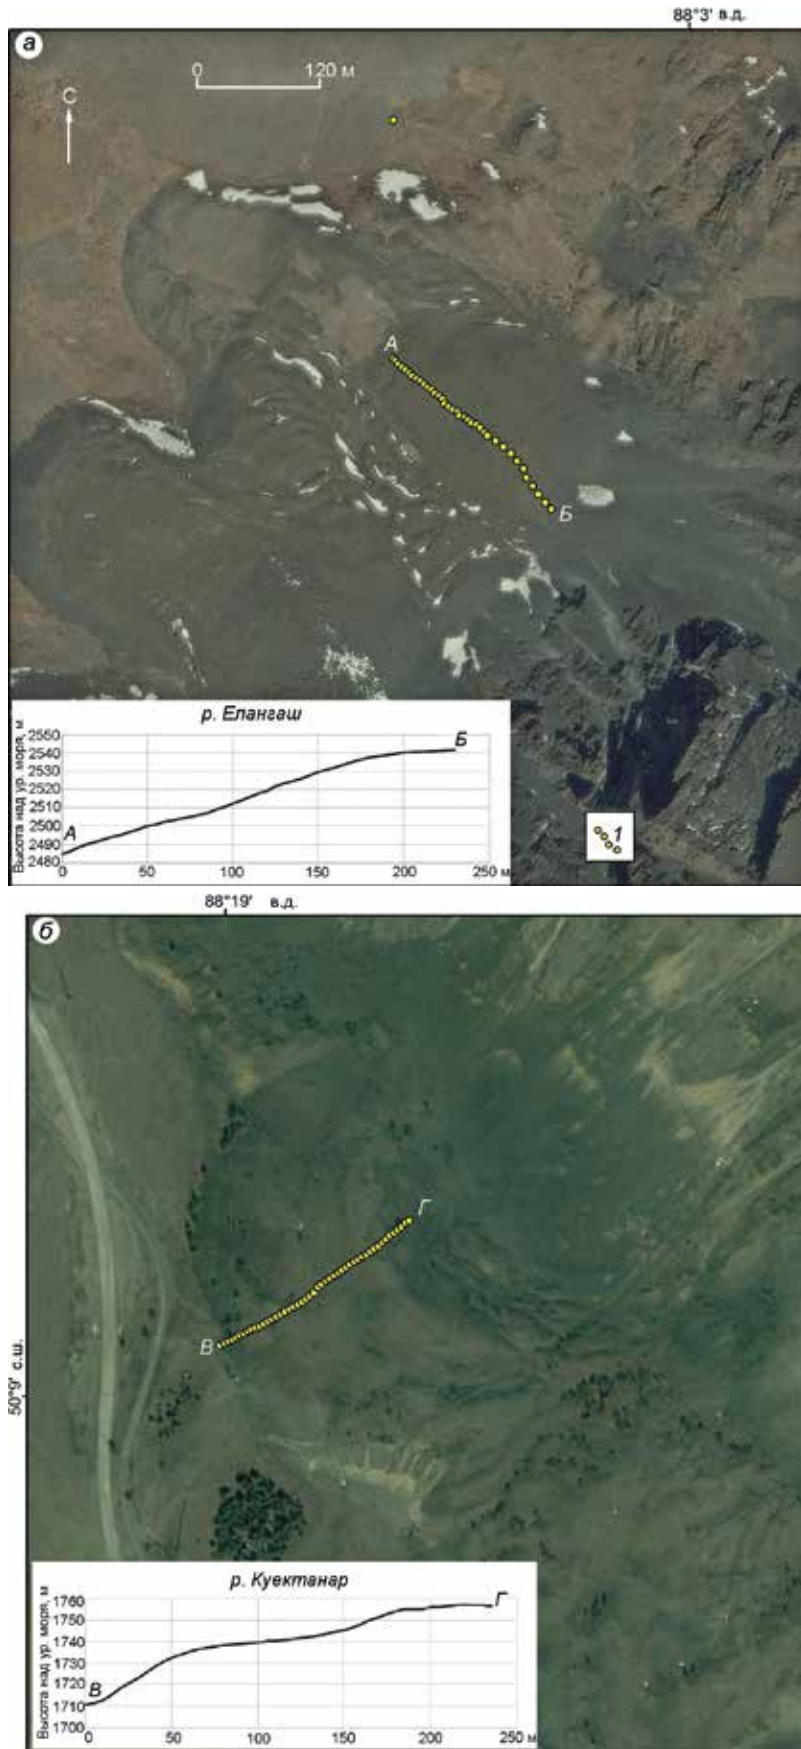 88°3' в.д.
а
0 120 м
С
А
Б
р. Елангаш
Высота над ур. моря, м
2550
2540
2530
2520
2510
2500
2490
2480
А
Б
0 50 100 150 200 250 м
1
88°19' в.д.
б
Г
В
50°9' с.ш.
р. Куектанар
Высота над ур. моря, м
1760
1750
1740
1730
1720
1710
1700
В
Г
0 50 100 150 200 250 м